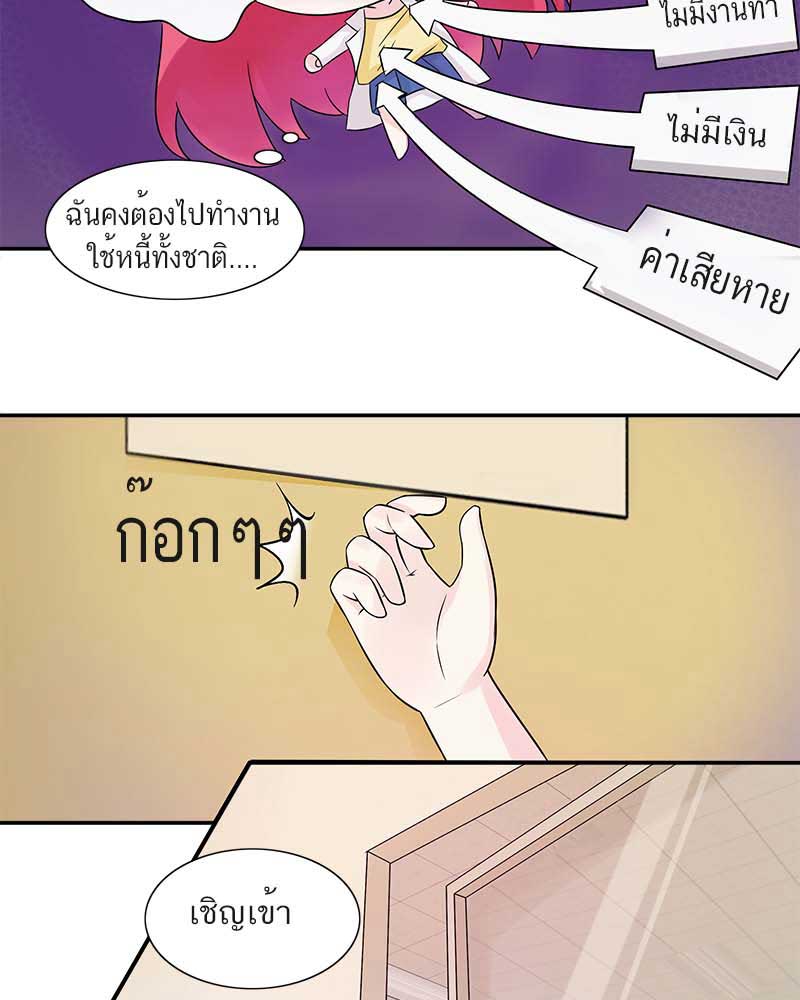 ไม่มีงานทำ
ไม่มีเงิน
ค่าเสียหาย
ฉันคงต้องไปทำงาน
ใช้หนี้ทั้งชาติ....
ก๊อกๆๆ
เชิญเข้า